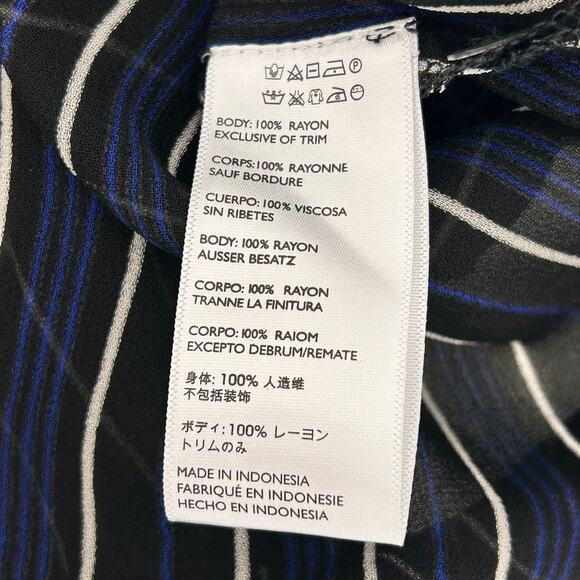 BODY: 100% RAYON
EXCLUSIVE OF TRIM
CORPS:100% RAYONNE
SAUF BORDURE
CUERPO: 100% VISCOSA
SIN RIBETES
BODY: 100% RAYON
AUSSER BESATZ
CORPO: 100% RAYON
TRANNE LA FINITURA
CORPO: 100% RAIOM
EXCEPTO DEBRUM/REMATE
身体: 100% 人造维
不包括装饰
ボディ: 100% レーヨン
トリムのみ
MADE IN INDONESIA
FABRIQUÉ EN INDONESIE
HECHO EN INDONESIA